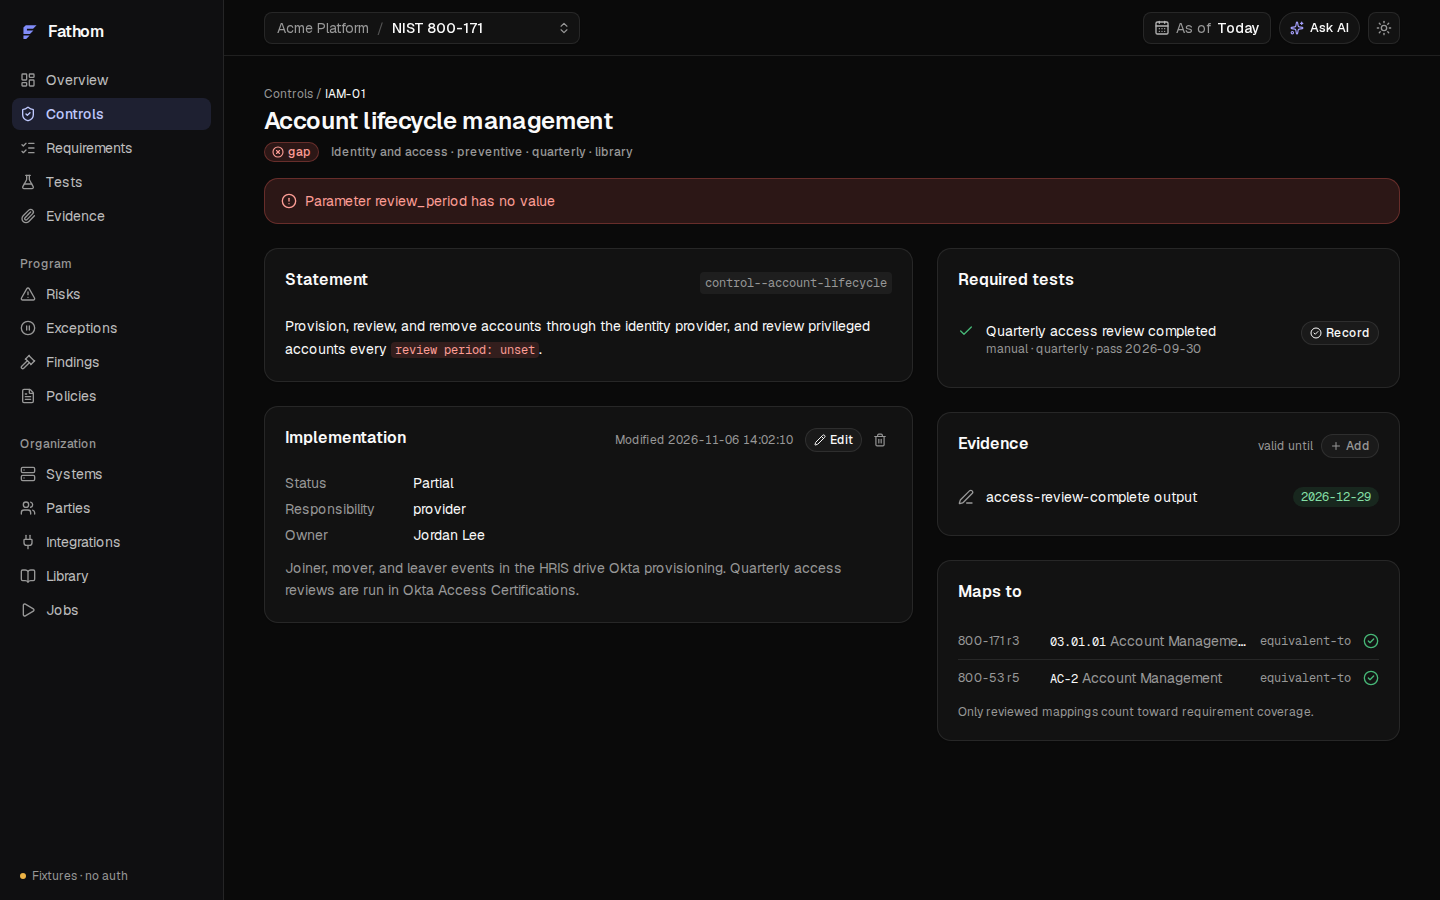 Fathom
Overview
Controls
Requirements
Tests
Evidence
Program
Risks
Exceptions
Findings
Policies
Organization
Systems
Parties
Integrations
Library
Jobs
Fixtures · no auth
Acme Platform / NIST 800-171
As of Today
Ask AI
Controls / IAM-01
Account lifecycle management
gap
Identity and access · preventive · quarterly · library
Parameter review_period has no value
Statement
control--account-lifecycle
Provision, review, and remove accounts through the identity provider, and review privileged
accounts every review period: unset.
Implementation
Modified 2026-11-06 14:02:10
Edit
Status Partial
Responsibility provider
Owner Jordan Lee
Joiner, mover, and leaver events in the HRIS drive Okta provisioning. Quarterly access
reviews are run in Okta Access Certifications.
Required tests
Quarterly access review completed
manual · quarterly · pass 2026-09-30
Record
Evidence
valid until
+ Add
access-review-complete output
2026-12-29
Maps to
800-171 r3 03.01.01 Account Manageme… equivalent-to
800-53 r5 AC-2 Account Management equivalent-to
Only reviewed mappings count toward requirement coverage.